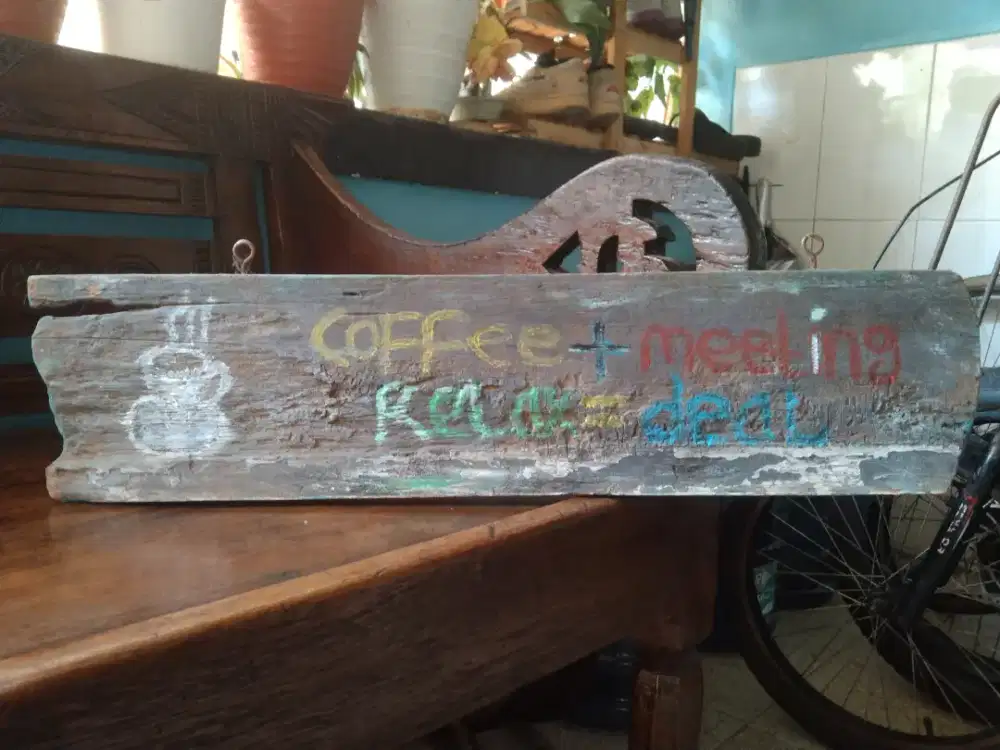 coffee + meeting
Relax = deal